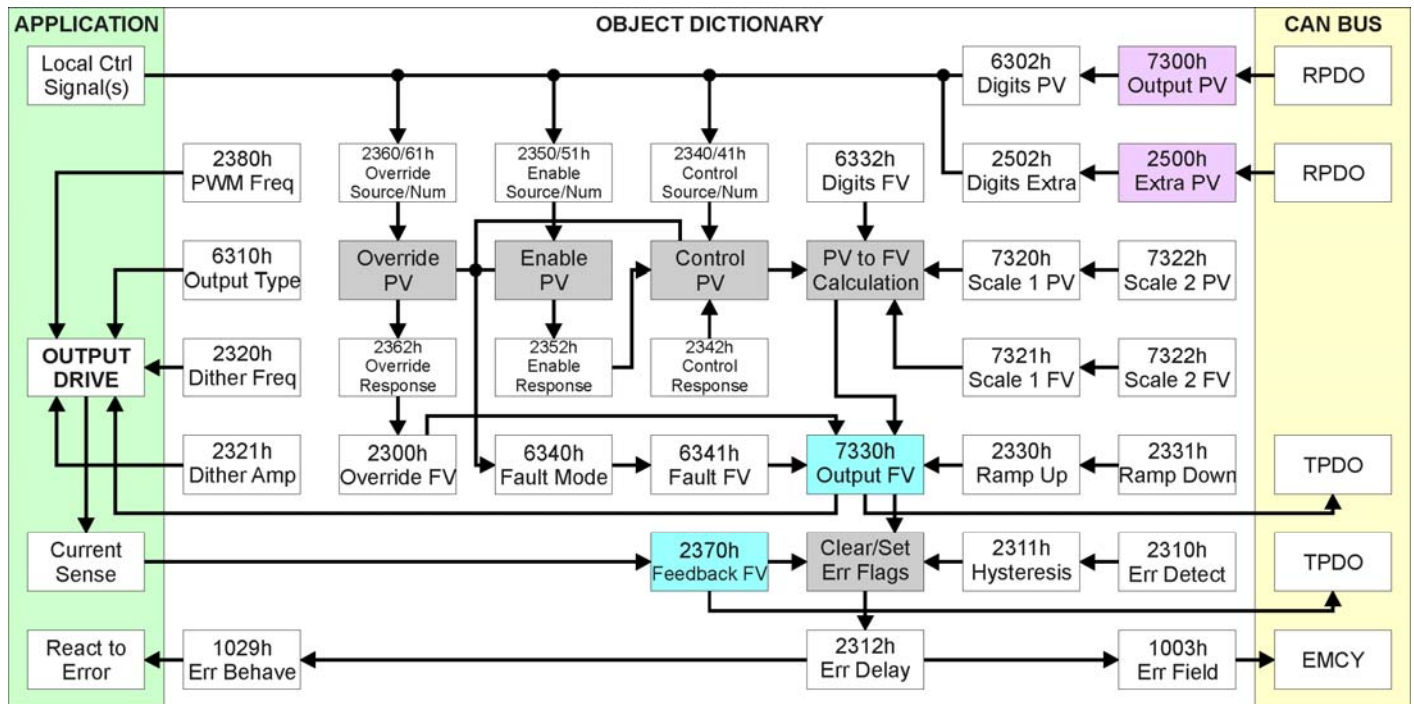 APPLICATION
OBJECT DICTIONARY
CAN BUS
Local Ctrl
Signal(s)
6302h
Digits PV
7300h
Output PV
RPDO
2380h
PWM Freq
2360/61h
Override
Source/Num
2350/51h
Enable
Source/Num
2340/41h
Control
Source/Num
6332h
Digits FV
2502h
Digits Extra
2500h
Extra PV
RPDO
6310h
Output Type
Override
PV
Enable
PV
Control
PV
PV to FV
Calculation
7320h
Scale 1 PV
7322h
Scale 2 PV
OUTPUT
DRIVE
2320h
Dither Freq
2362h
Override
Response
2352h
Enable
Response
2342h
Control
Response
7321h
Scale 1 FV
7322h
Scale 2 FV
2321h
Dither Amp
2300h
Override FV
6340h
Fault Mode
6341h
Fault FV
7330h
Output FV
2330h
Ramp Up
2331h
Ramp Down
TPDO
Current
Sense
2370h
Feedback FV
Clear/Set
Err Flags
2311h
Hysteresis
2310h
Err Detect
TPDO
React to
Error
1029h
Err Behave
2312h
Err Delay
1003h
Err Field
EMCY